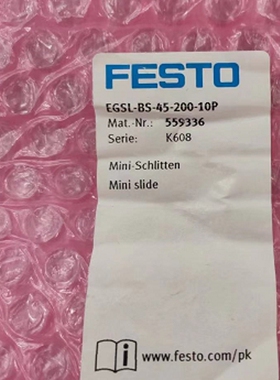 FESTO
EGSL-BS-45-200-10P
Mat.-Nr.: 559336
Serie: K608
Mini-Schlitten
Mini slide
i www.festo.com/pk